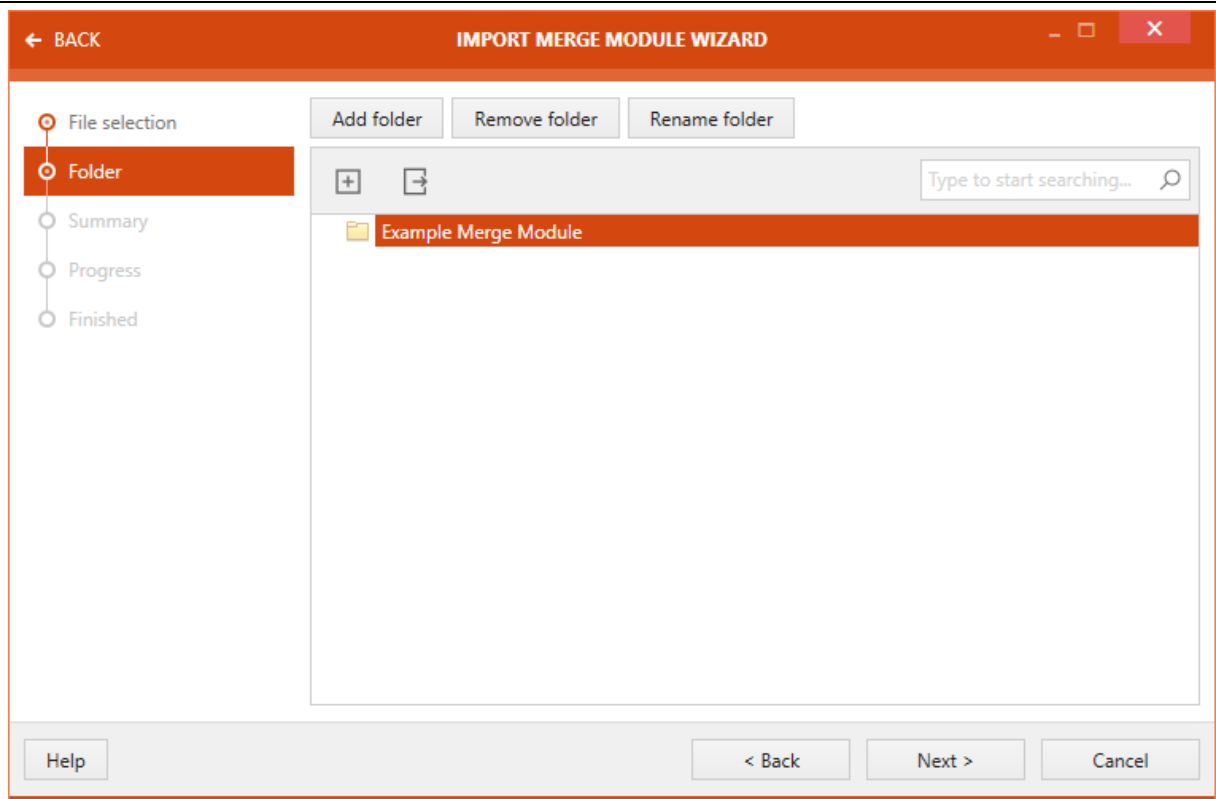 BACK
IMPORT MERGE MODULE WIZARD
File selection
Folder
Summary
Progress
Finished
Add folder
Remove folder
Rename folder
Type to start searching...
Example Merge Module
Help
< Back
Next >
Cancel